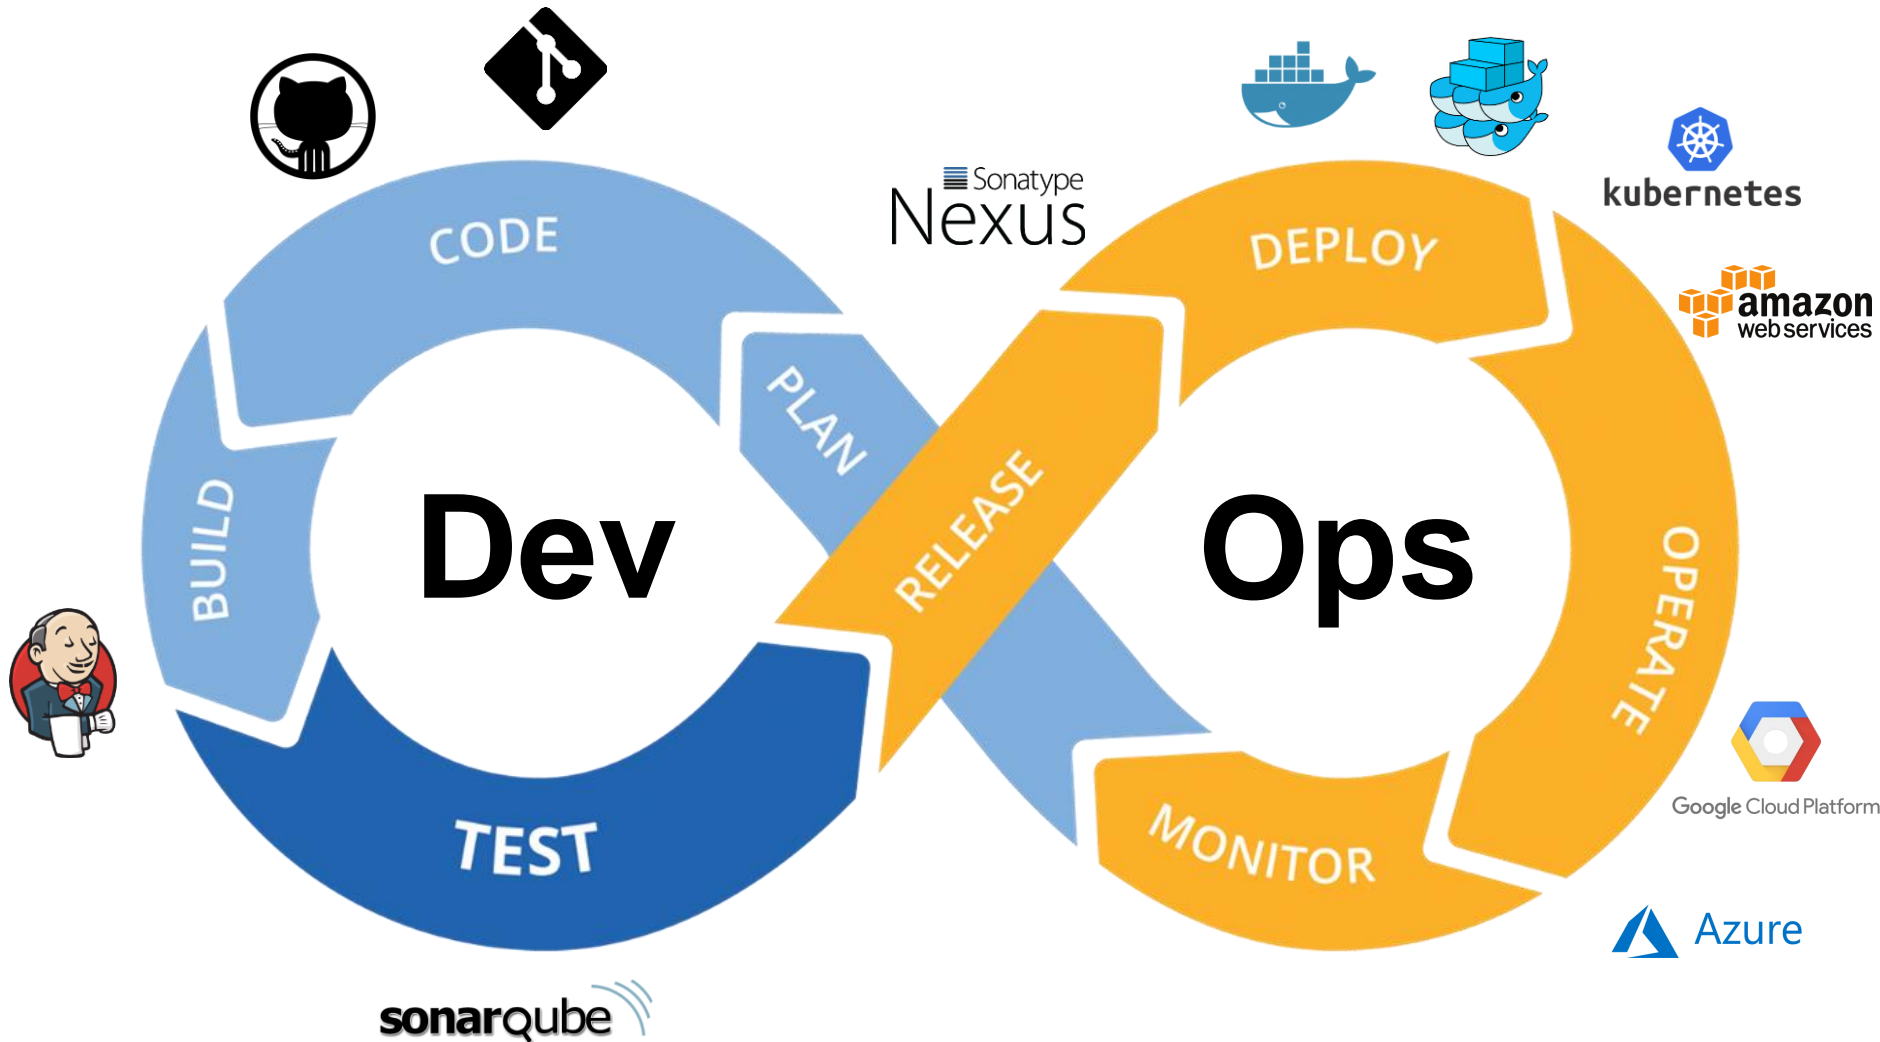 Sonatype
Nexus
kubernetes
CODE
DEPLOY
amazon
web services
PLAN
BUILD
Dev
RELEASE
Ops
OPERATE
TEST
MONITOR
Google Cloud Platform
Azure
sonarqube